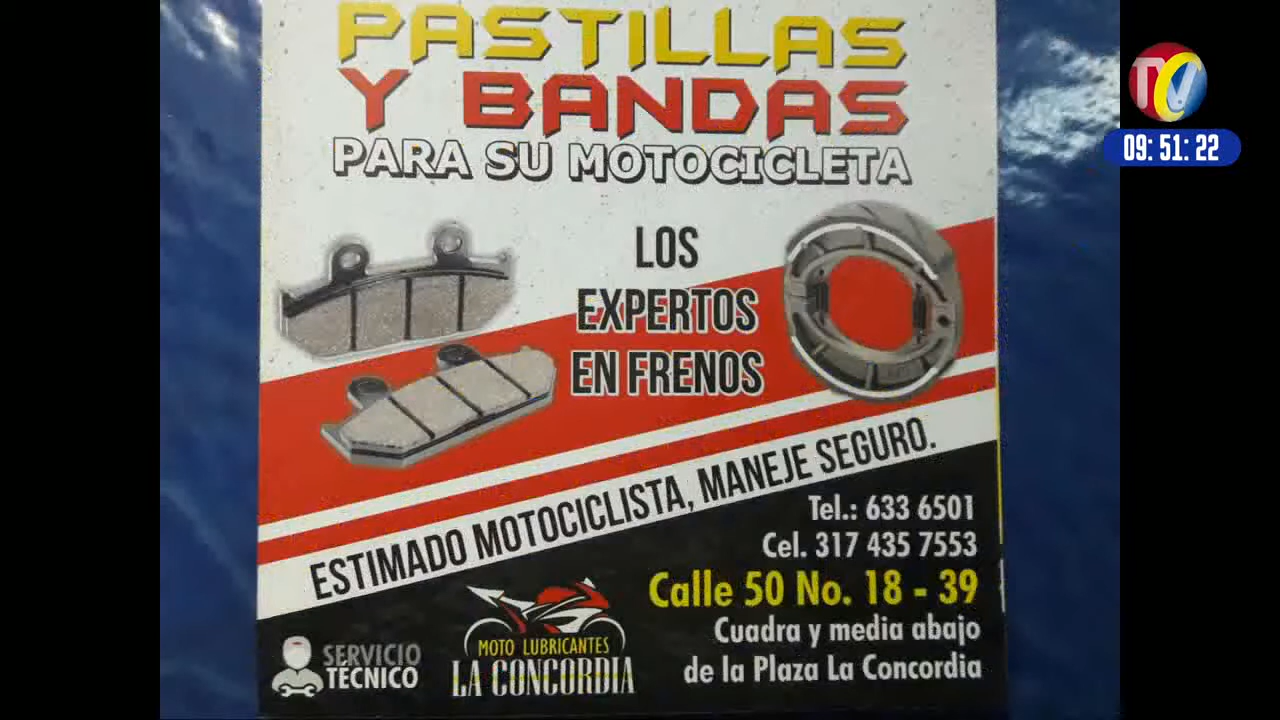 PASTILLAS
Y BANDAS
PARA SU MOTOCICLETA
TVC
09: 51: 22
LOS
EXPERTOS
EN FRENOS
ESTIMADO MOTOCICLISTA, MANEJE SEGURO.
Tel.: 633 6501
Cel. 317 435 7553
Calle 50 No. 18 - 39
Cuadra y media abajo
de la Plaza La Concordia
SERVICIO
TÉCNICO
MOTO LUBRICANTES
LA CONCORDIA